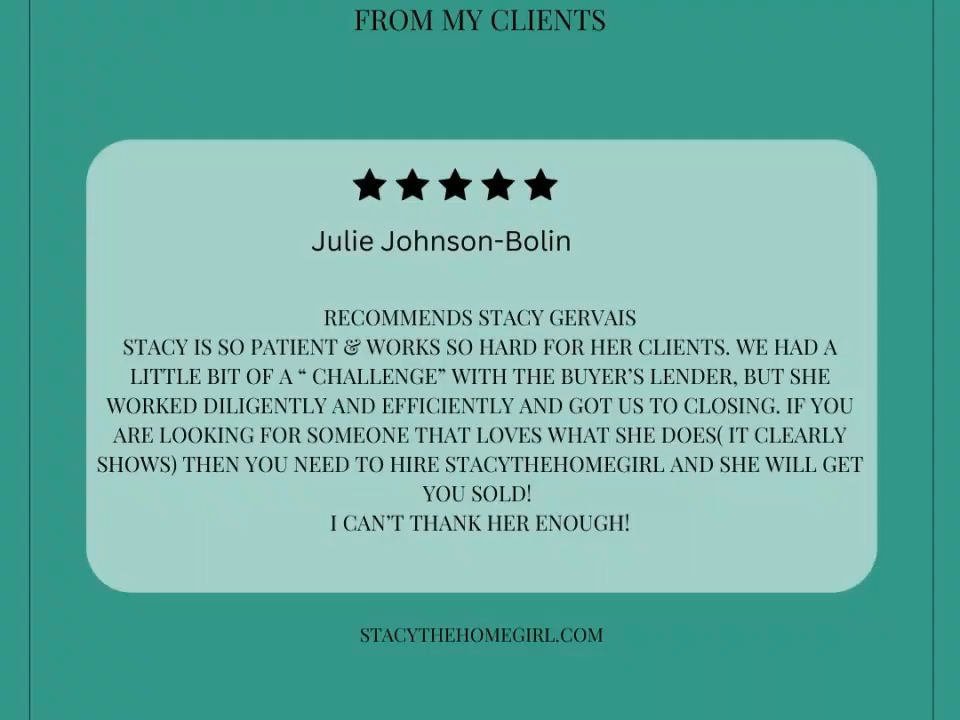 FROM MY CLIENTS
Julie Johnson-Bolin
RECOMMENDS STACY GERVAIS
STACY IS SO PATIENT & WORKS SO HARD FOR HER CLIENTS. WE HAD A
LITTLE BIT OF A “ CHALLENGE” WITH THE BUYER’S LENDER, BUT SHE
WORKED DILIGENTLY AND EFFICIENTLY AND GOT US TO CLOSING. IF YOU
ARE LOOKING FOR SOMEONE THAT LOVES WHAT SHE DOES( IT CLEARLY
SHOWS) THEN YOU NEED TO HIRE STACYTHEHOMEGIRL AND SHE WILL GET
YOU SOLD!
I CAN’T THANK HER ENOUGH!
STACYTHEHOMEGIRL.COM